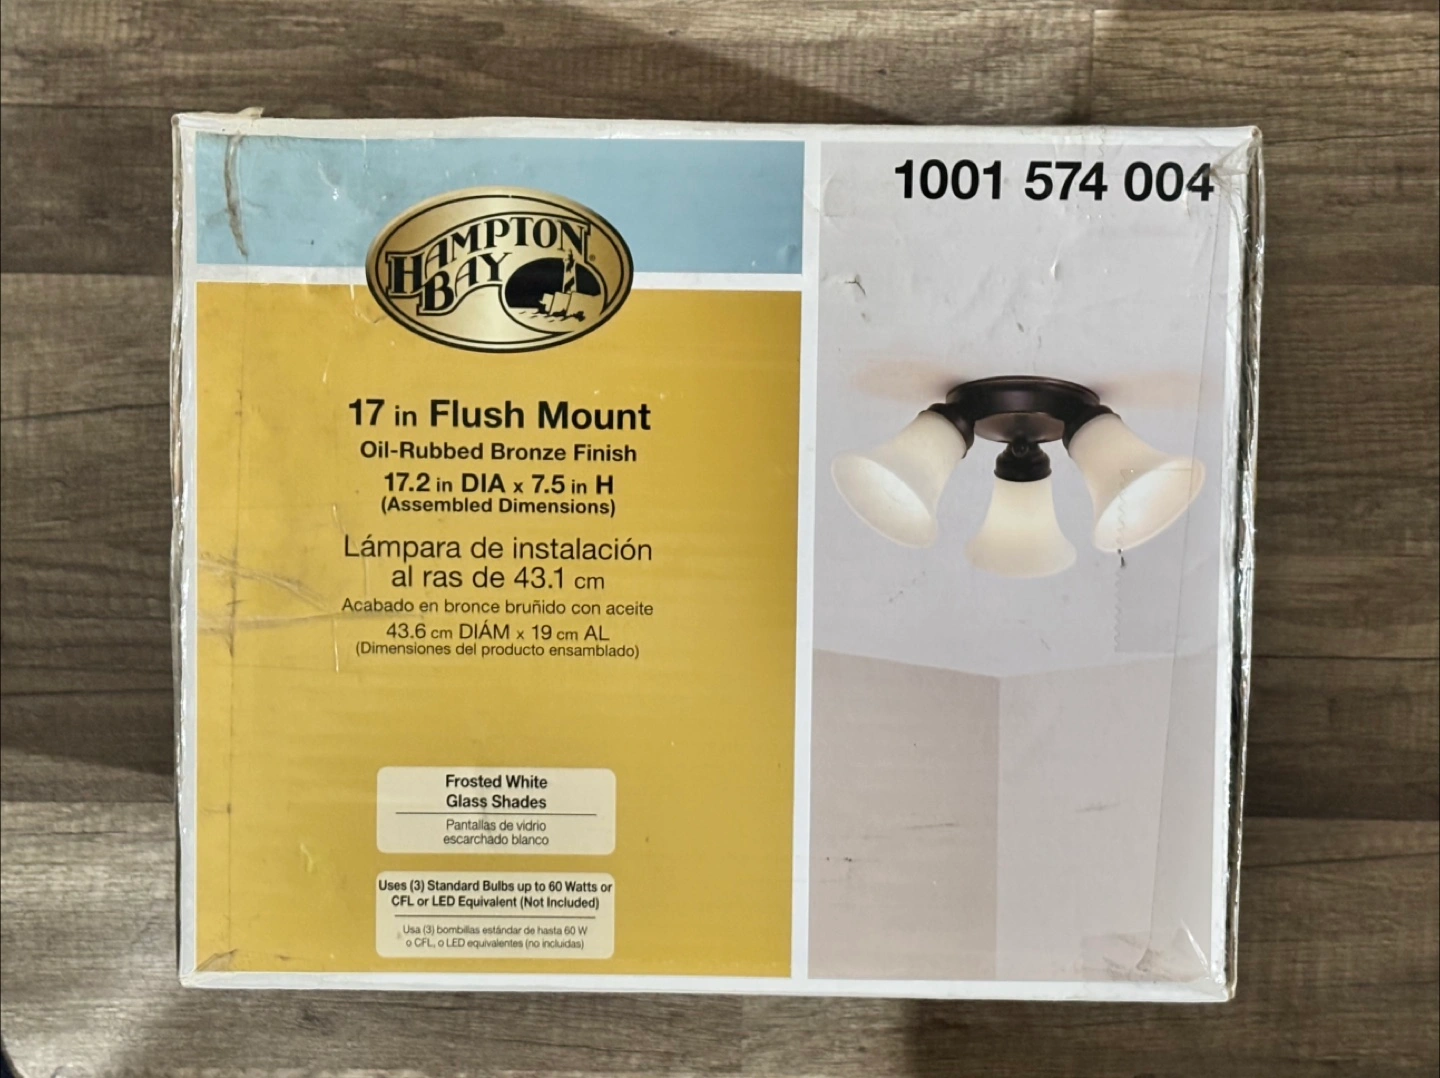 HAMPTON
BAY
1001 574 004
17 in Flush Mount
Oil-Rubbed Bronze Finish
17.2 in DIA x 7.5 in H
(Assembled Dimensions)
Lámpara de instalación
al ras de 43.1 cm
Acabado en bronce bruñido con aceite
43.6 cm DIÁM x 19 cm AL
(Dimensiones del producto ensamblado)
Frosted White
Glass Shades
Pantallas de vidrio
escarchado blanco
Uses (3) Standard Bulbs up to 60 Watts or
CFL or LED Equivalent (Not Included)
Usa (3) bombillas estándar de hasta 60 W
o CFL, o LED equivalentes (no incluidas)